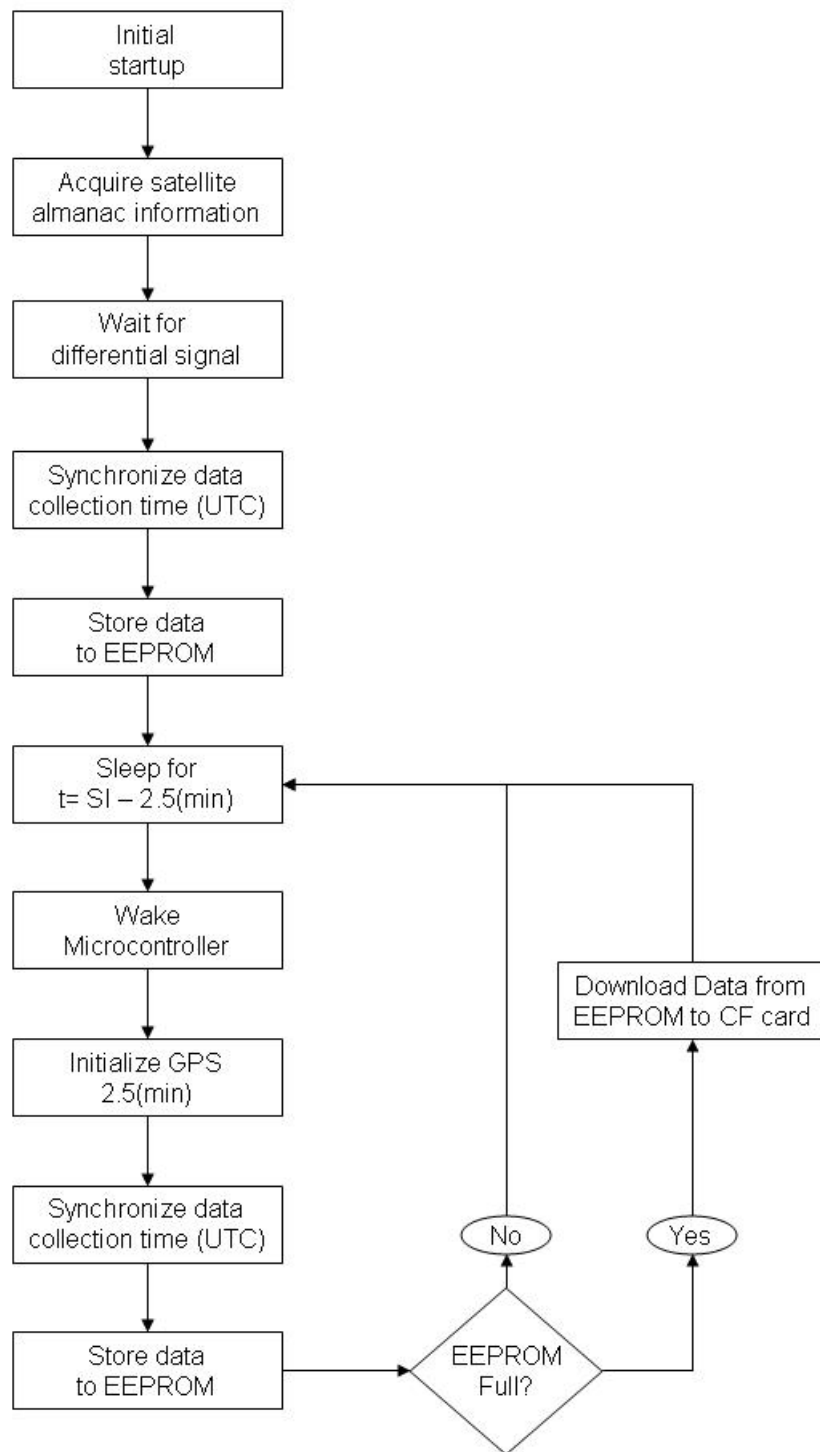 Initial
startup
Acquire satellite
almanac information
Wait for
differential signal
Synchronize data
collection time (UTC)
Store data
to EEPROM
Sleep for
t= SI – 2.5(min)
Wake
Microcontroller
Initialize GPS
2.5(min)
Synchronize data
collection time (UTC)
Store data
to EEPROM
EEPROM
Full?
No
Yes
Download Data from
EEPROM to CF card